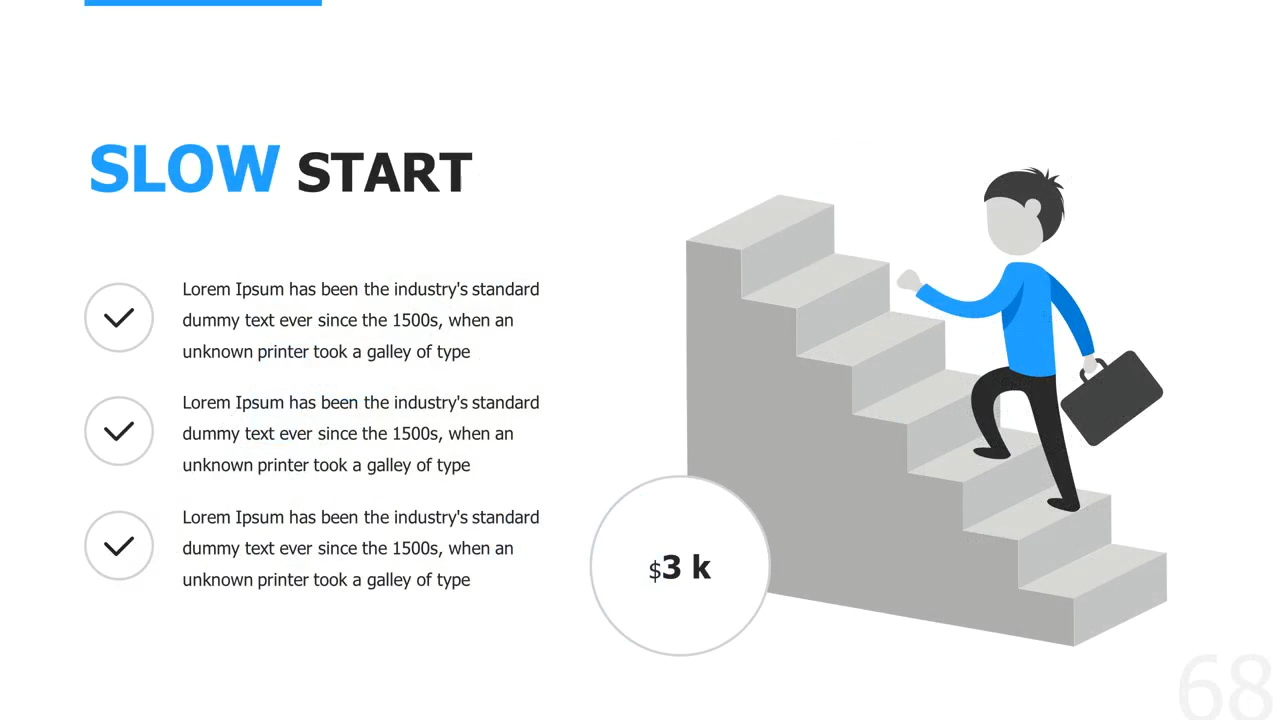 SLOW START
Lorem Ipsum has been the industry's standard
dummy text ever since the 1500s, when an
unknown printer took a galley of type
Lorem Ipsum has been the industry's standard
dummy text ever since the 1500s, when an
unknown printer took a galley of type
Lorem Ipsum has been the industry's standard
dummy text ever since the 1500s, when an
unknown printer took a galley of type
$3 k
68